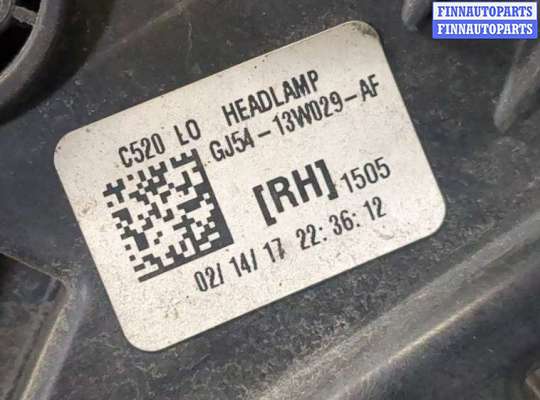 FINNAUTOPARTS
FINNAUTOPARTS
C520 LO HEADLAMP
GJ54-13W029-AF
[RH] 1505
02/14/17 22:36:12